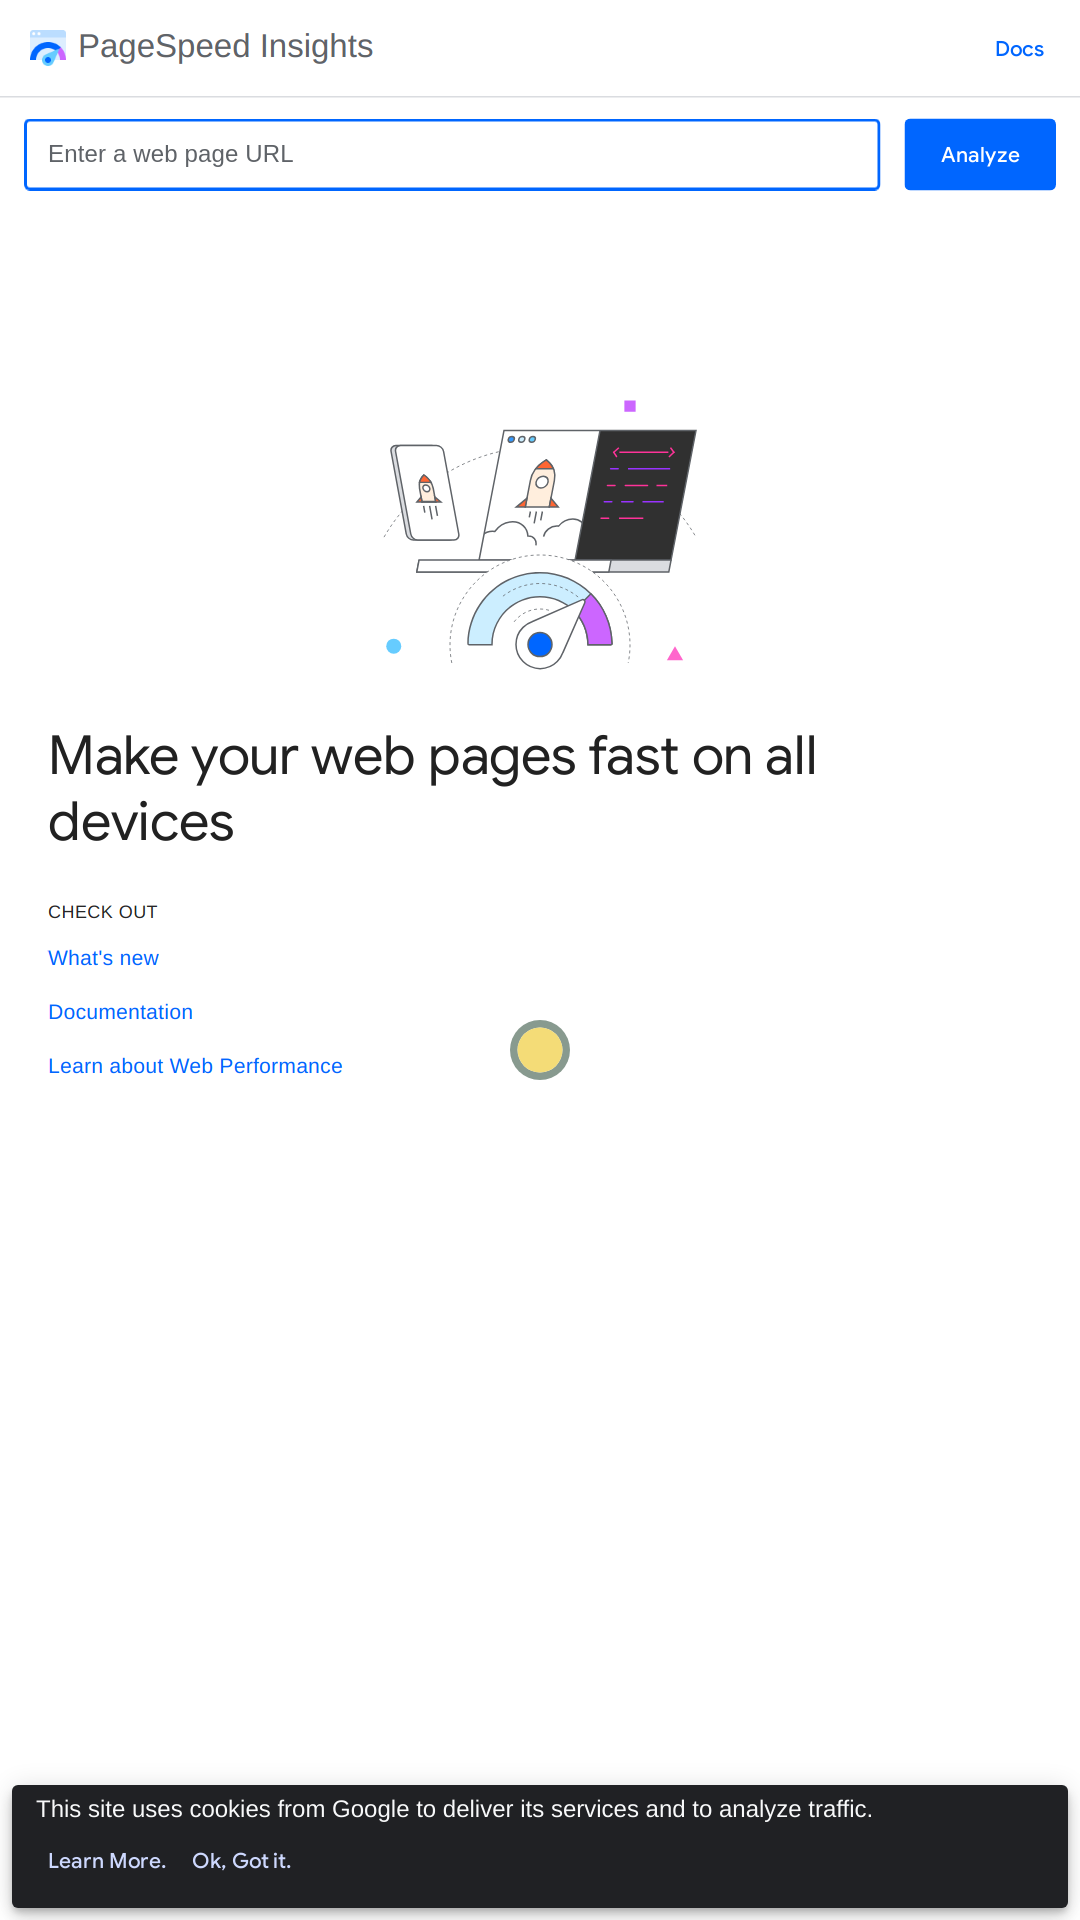 PageSpeed Insights
Docs
Enter a web page URL
Analyze
Make your web pages fast on all
devices
CHECK OUT
What's new
Documentation
Learn about Web Performance
This site uses cookies from Google to deliver its services and to analyze traffic.
Learn More.
Ok, Got it.